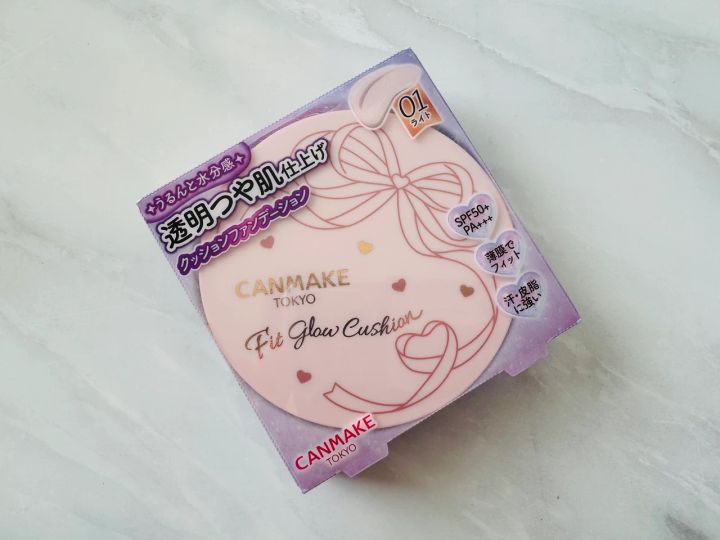 01
ライト
うるんと水分感
透明つや肌仕上げ
クッションファンデーション
SPF50+
PA+++
薄膜で
フィット
汗・皮脂
に強い
CANMAKE
TOKYO
Fit Glow Cushion
CANMAKE
TOKYO